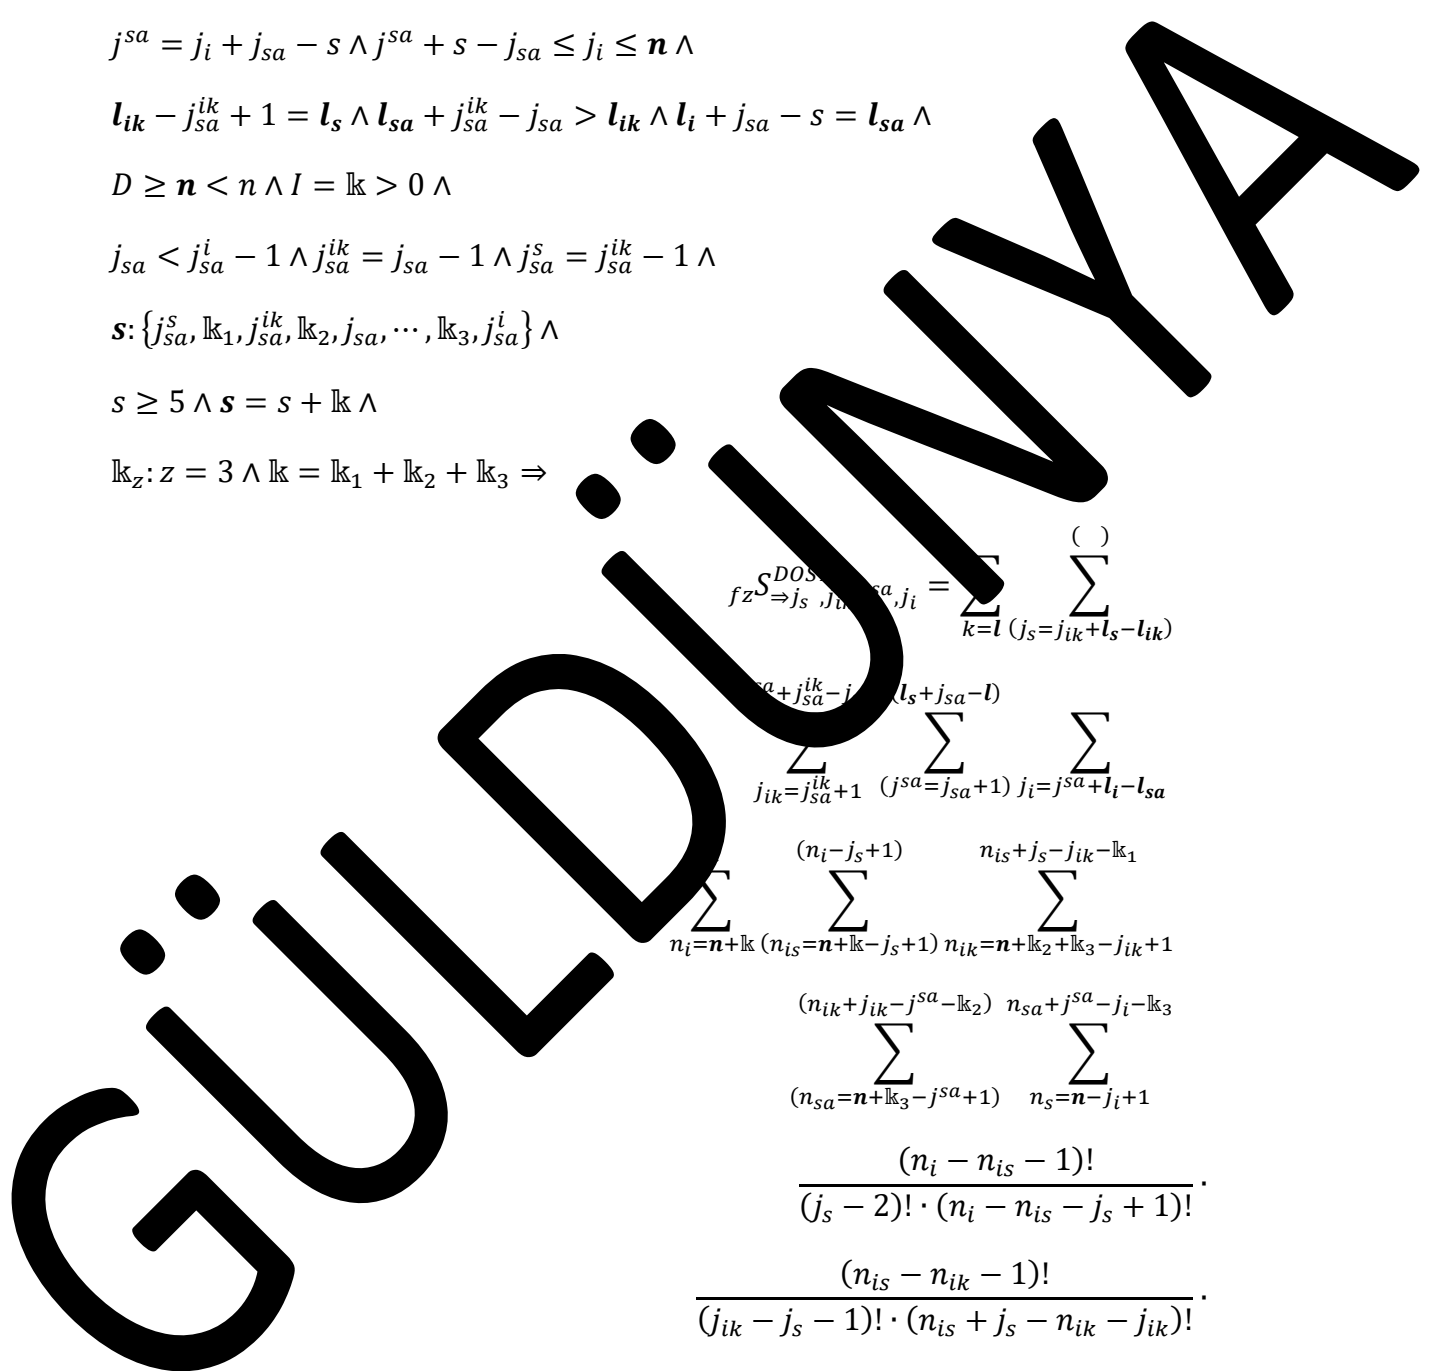 j^{sa} = j_i + j_{sa} − s ∧ j^{sa} + s − j_{sa} ≤ j_i ≤ 𝒏 ∧
𝒍_{𝒊𝒌} − j_{sa}^{ik} + 1 = 𝒍_𝒔 ∧ 𝒍_{𝒔𝒂} + j_{sa}^{ik} − j_{sa} > 𝒍_{𝒊𝒌} ∧ 𝒍_𝒊 + j_{sa} − s = 𝒍_{𝒔𝒂} ∧
D ≥ 𝒏 < n ∧ I = 𝕜 > 0 ∧
j_{sa} < j_{sa}^{i} − 1 ∧ j_{sa}^{ik} = j_{sa} − 1 ∧ j_{sa}^{s} = j_{sa}^{ik} − 1 ∧
𝒔: {j_{sa}^{s}, 𝕜_1, j_{sa}^{ik}, 𝕜_2, j_{sa}, ⋯ , 𝕜_3, j_{sa}^{i}} ∧
s ≥ 5 ∧ 𝒔 = s + 𝕜 ∧
𝕜_z: z = 3 ∧ 𝕜 = 𝕜_1 + 𝕜_2 + 𝕜_3 ⇒
( )
= ∑ ∑
k=𝒍 (j_s=j_{ik}+𝒍_𝒔−𝒍_{𝒊𝒌})
(𝒍_𝒔+j_{sa}−𝒍)
∑ ∑ ∑
j_{ik}=j_{sa}^{ik}+1 (j^{sa}=j_{sa}+1) j_i=j^{sa}+𝒍_𝒊−𝒍_{𝒔𝒂}
(n_i−j_s+1) n_{is}+j_s−j_{ik}−𝕜_1
∑ ∑ ∑
n_i=𝒏+𝕜 (n_{is}=𝒏+𝕜−j_s+1) n_{ik}=𝒏+𝕜_2+𝕜_3−j_{ik}+1
(n_{ik}+j_{ik}−j^{sa}−𝕜_2) n_{sa}+j^{sa}−j_i−𝕜_3
∑ ∑
(n_{sa}=𝒏+𝕜_3−j^{sa}+1) n_s=𝒏−j_i+1
(n_i − n_{is} − 1)!
(j_s − 2)! · (n_i − n_{is} − j_s + 1)! ·
(n_{is} − n_{ik} − 1)!
(j_{ik} − j_s − 1)! · (n_{is} + j_s − n_{ik} − j_{ik})! ·
GÜLDÜNYA